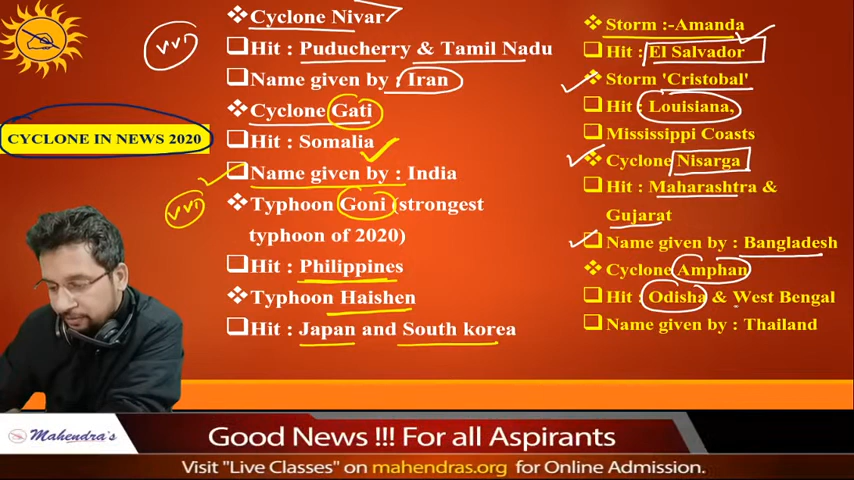 Cyclone Nivar
Hit : Puducherry & Tamil Nadu
Name given by : Iran
Cyclone Gati
Hit : Somalia
Name given by : India
Typhoon Goni (strongest
typhoon of 2020)
Hit : Philippines
Typhoon Haishen
Hit : Japan and South korea
VVI
VVI
CYCLONE IN NEWS 2020
Storm :-Amanda
Hit : El Salvador
Storm 'Cristobal'
Hit : Louisiana,
Mississippi Coasts
Cyclone Nisarga
Hit : Maharashtra &
Gujarat
Name given by : Bangladesh
Cyclone Amphan
Hit : Odisha & West Bengal
Name given by : Thailand
Mahendra's
Good News !!! For all Aspirants
Visit "Live Classes" on mahendras.org for Online Admission.